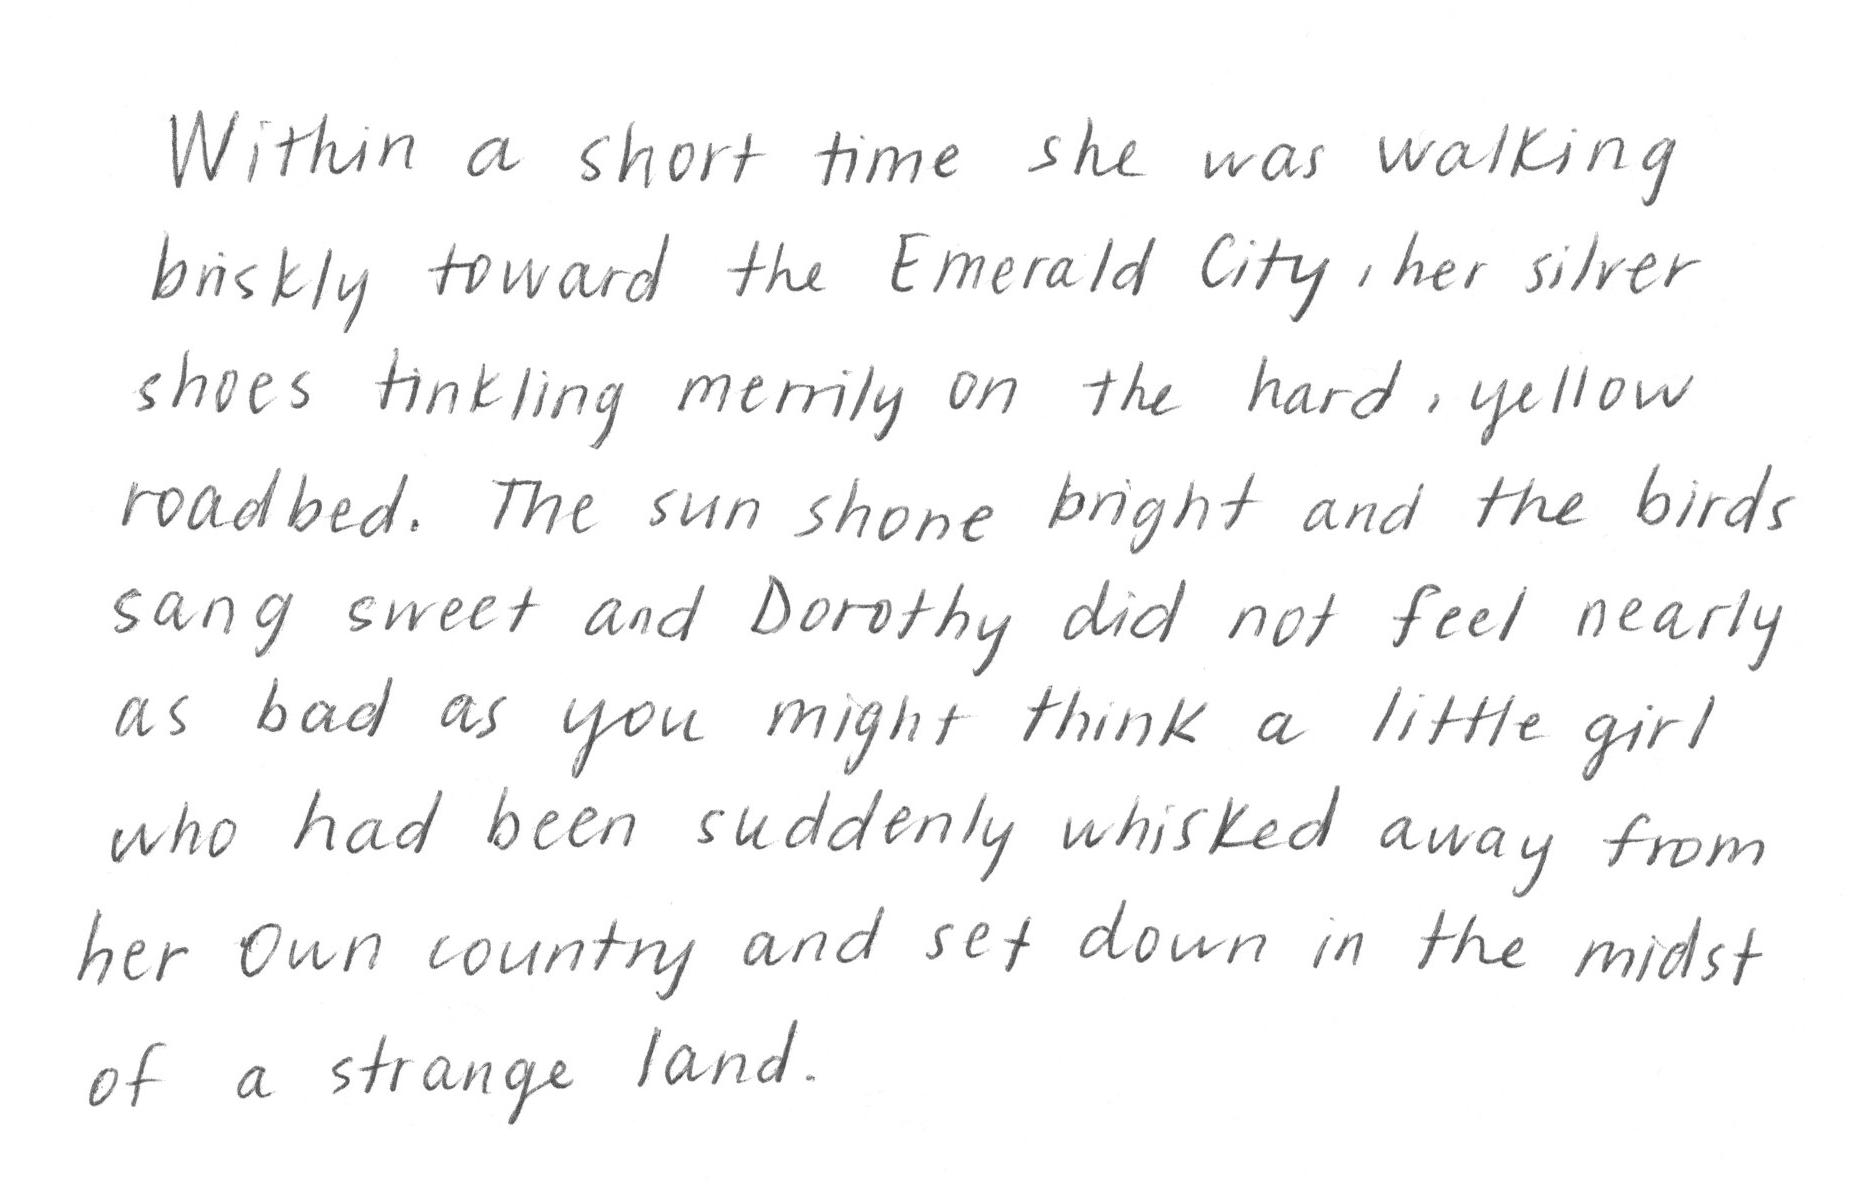 Within a short time she was walking
briskly toward the Emerald City, her silver
shoes tinkling merrily on the hard, yellow
roadbed. The sun shone bright and the birds
sang sweet and Dorothy did not feel nearly
as bad as you might think a little girl
who had been suddenly whisked away from
her own country and set down in the midst
of a strange land.